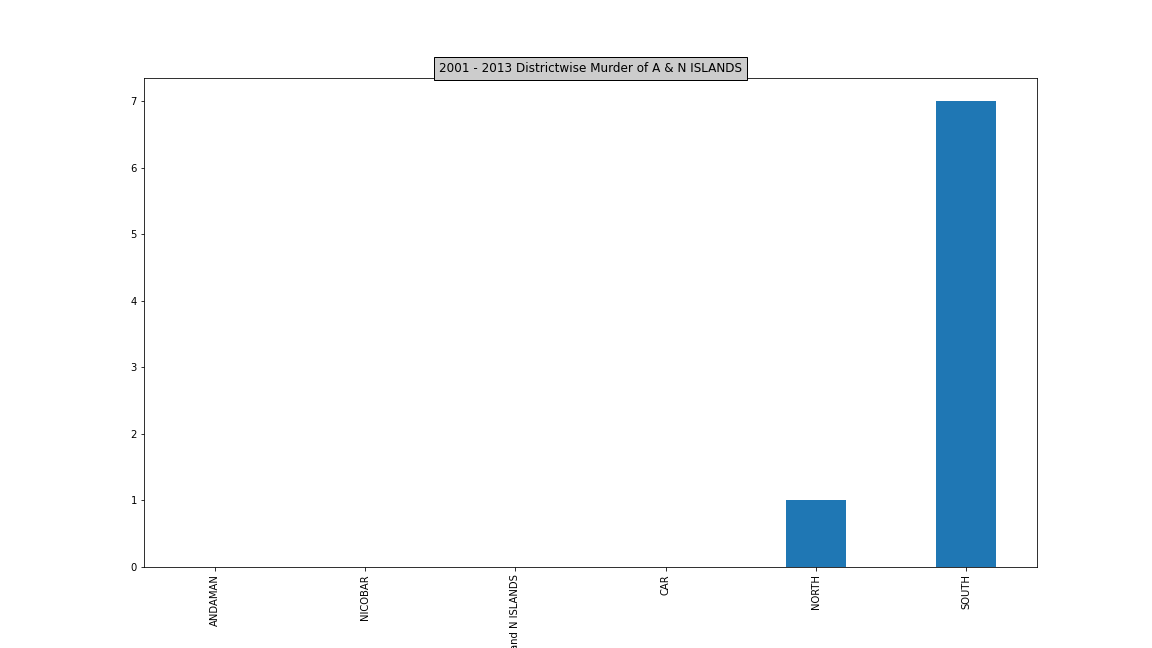 2001 - 2013 Districtwise Murder of A & N ISLANDS
7
6
5
4
3
2
1
0
ANDAMAN
NICOBAR
and N ISLANDS
CAR
NORTH
SOUTH